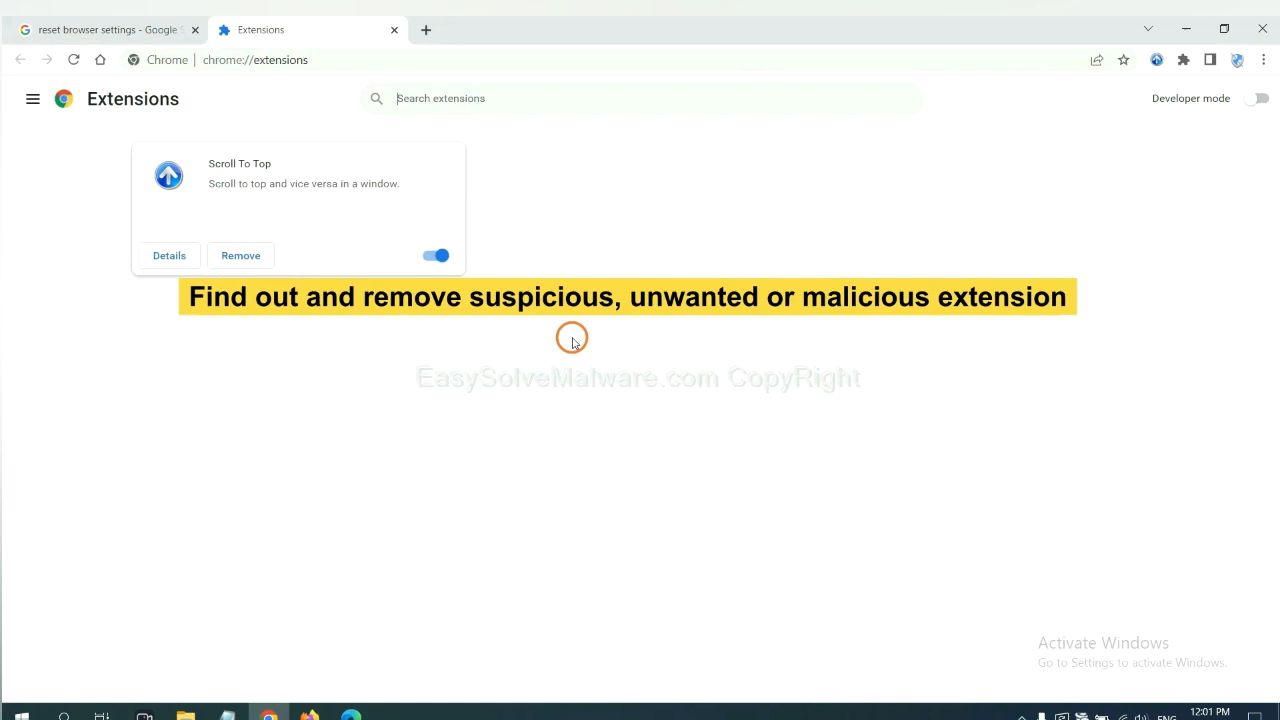 reset browser settings - Google
Extensions
Chrome
chrome://extensions
Extensions
Search extensions
Developer mode
Scroll To Top
Scroll to top and vice versa in a window.
Details
Remove
Find out and remove suspicious, unwanted or malicious extension
EasySolveMalware.com CopyRight
Activate Windows
Go to Settings to activate Windows.
12:01 PM
ENG